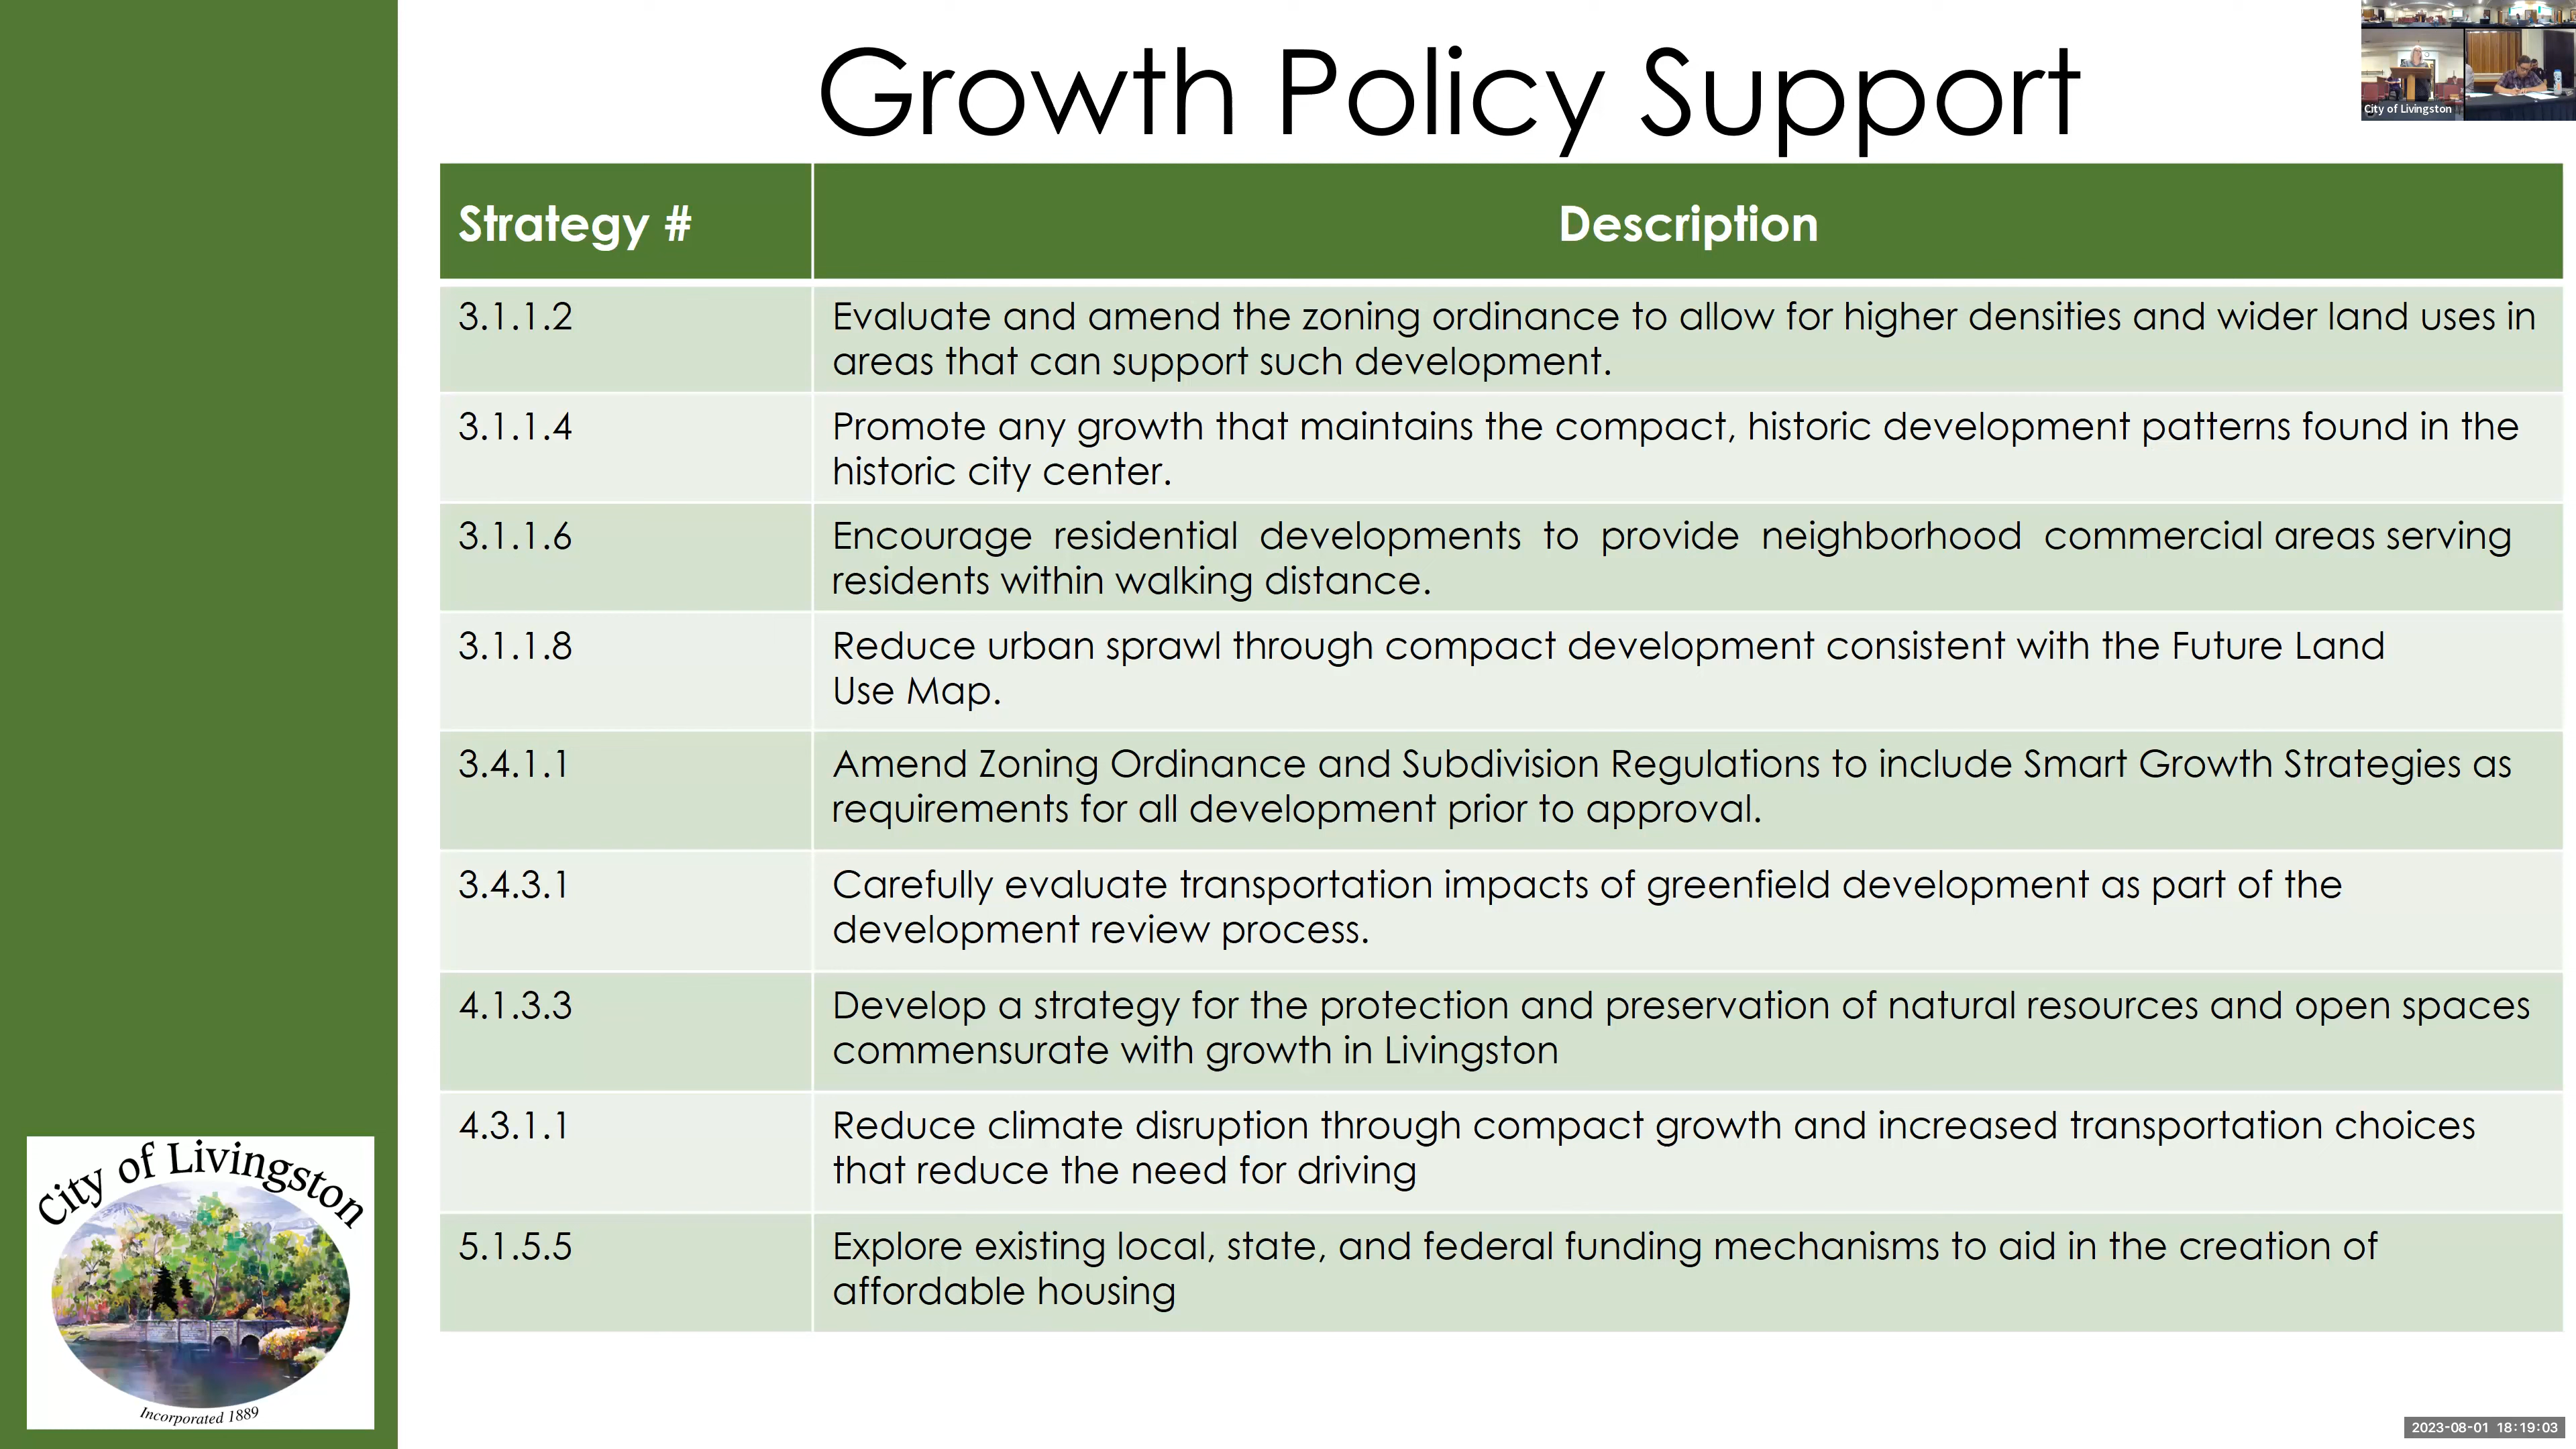 Growth Policy Support
City of Livingston
Strategy #
Description
3.1.1.2
Evaluate and amend the zoning ordinance to allow for higher densities and wider land uses in
areas that can support such development.
3.1.1.4
Promote any growth that maintains the compact, historic development patterns found in the
historic city center.
3.1.1.6
Encourage residential developments to provide neighborhood commercial areas serving
residents within walking distance.
3.1.1.8
Reduce urban sprawl through compact development consistent with the Future Land
Use Map.
3.4.1.1
Amend Zoning Ordinance and Subdivision Regulations to include Smart Growth Strategies as
requirements for all development prior to approval.
3.4.3.1
Carefully evaluate transportation impacts of greenfield development as part of the
development review process.
4.1.3.3
Develop a strategy for the protection and preservation of natural resources and open spaces
commensurate with growth in Livingston
4.3.1.1
Reduce climate disruption through compact growth and increased transportation choices
that reduce the need for driving
5.1.5.5
Explore existing local, state, and federal funding mechanisms to aid in the creation of
affordable housing
City of Livingston
Incorporated 1889
2023-08-01 18:19:03